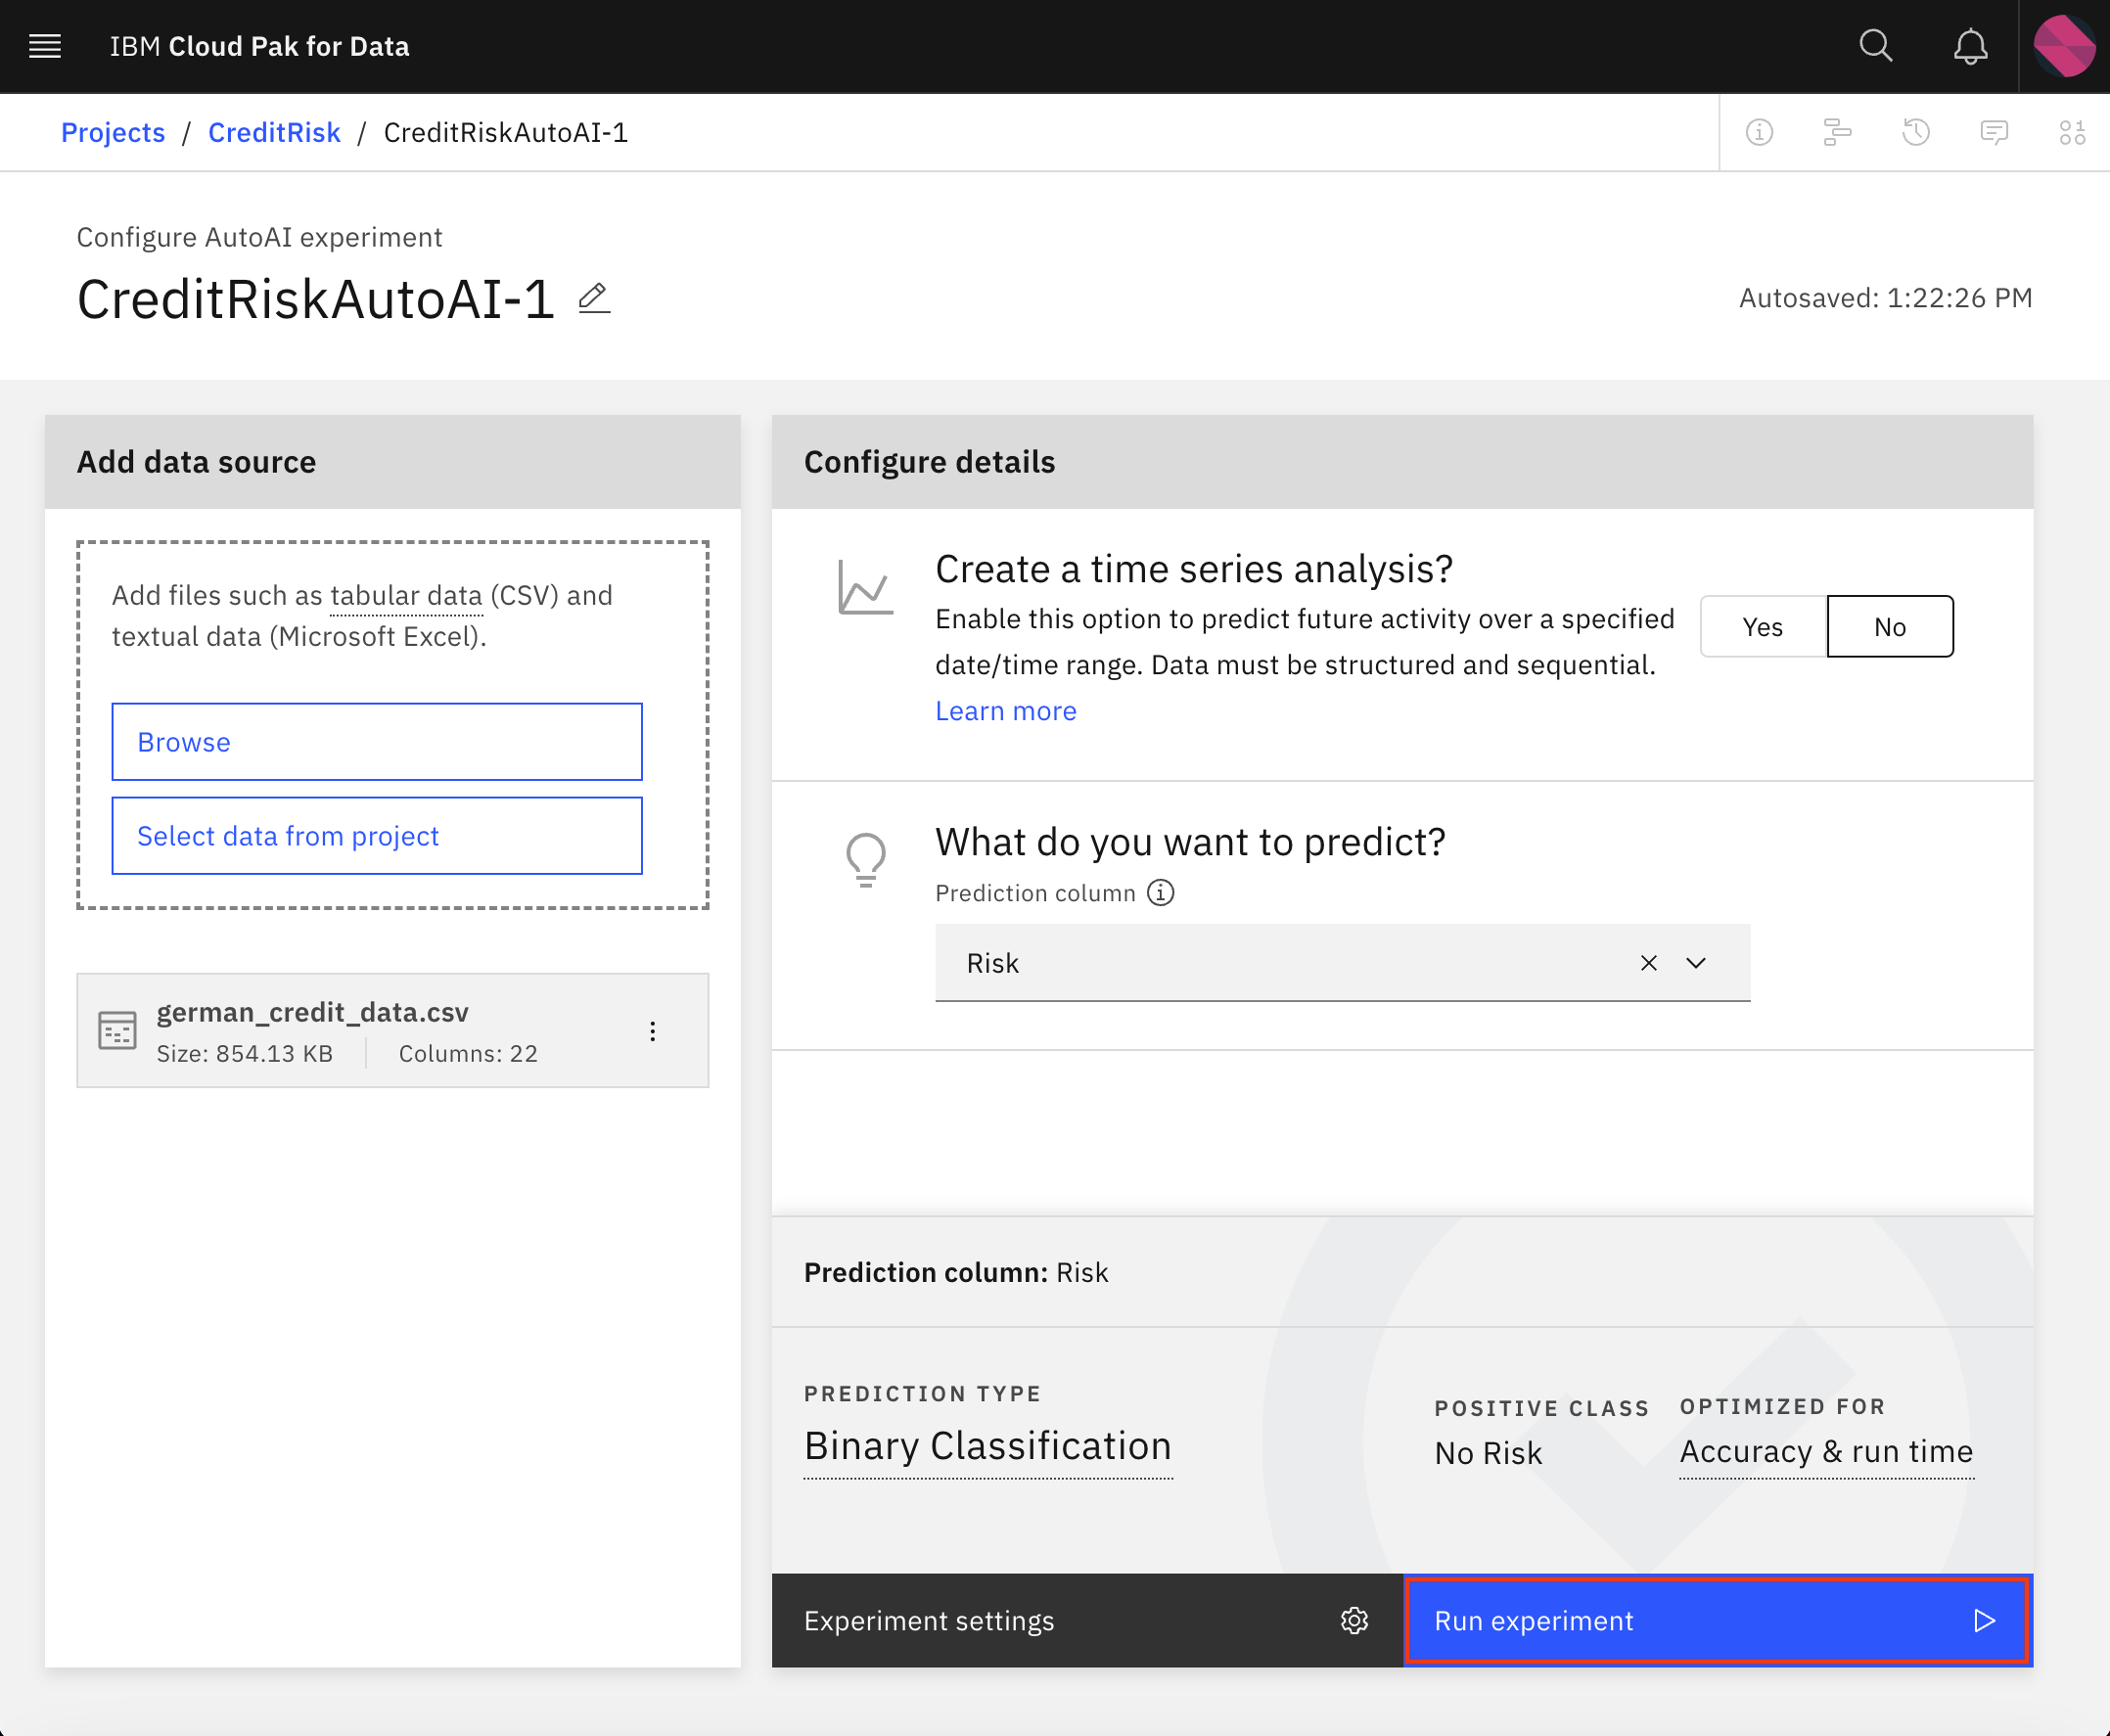 IBM Cloud Pak for Data
Projects / CreditRisk / CreditRiskAutoAI-1
Configure AutoAI experiment
CreditRiskAutoAI-1
Autosaved: 1:22:26 PM
Add data source
Add files such as tabular data (CSV) and
textual data (Microsoft Excel).
Browse
Select data from project
german_credit_data.csv
Size: 854.13 KB
Columns: 22
Configure details
Create a time series analysis?
Enable this option to predict future activity over a specified
date/time range. Data must be structured and sequential.
Learn more
Yes
No
What do you want to predict?
Prediction column
Risk
Prediction column: Risk
PREDICTION TYPE
Binary Classification
POSITIVE CLASS
No Risk
OPTIMIZED FOR
Accuracy & run time
Experiment settings
Run experiment